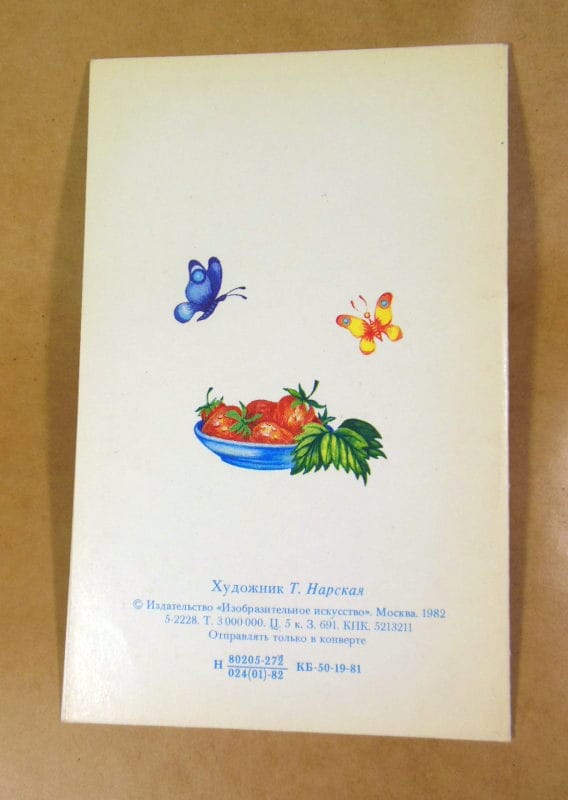 Художник Т. Нарская
© Издательство «Изобразительное искусство». Москва. 1982
5-2228. Т. 3 000 000. Ц. 5 к. З. 691. КПК. 5213211
Отправлять только в конверте
Н 80205-272 КБ-50-19-81
024(01)-82